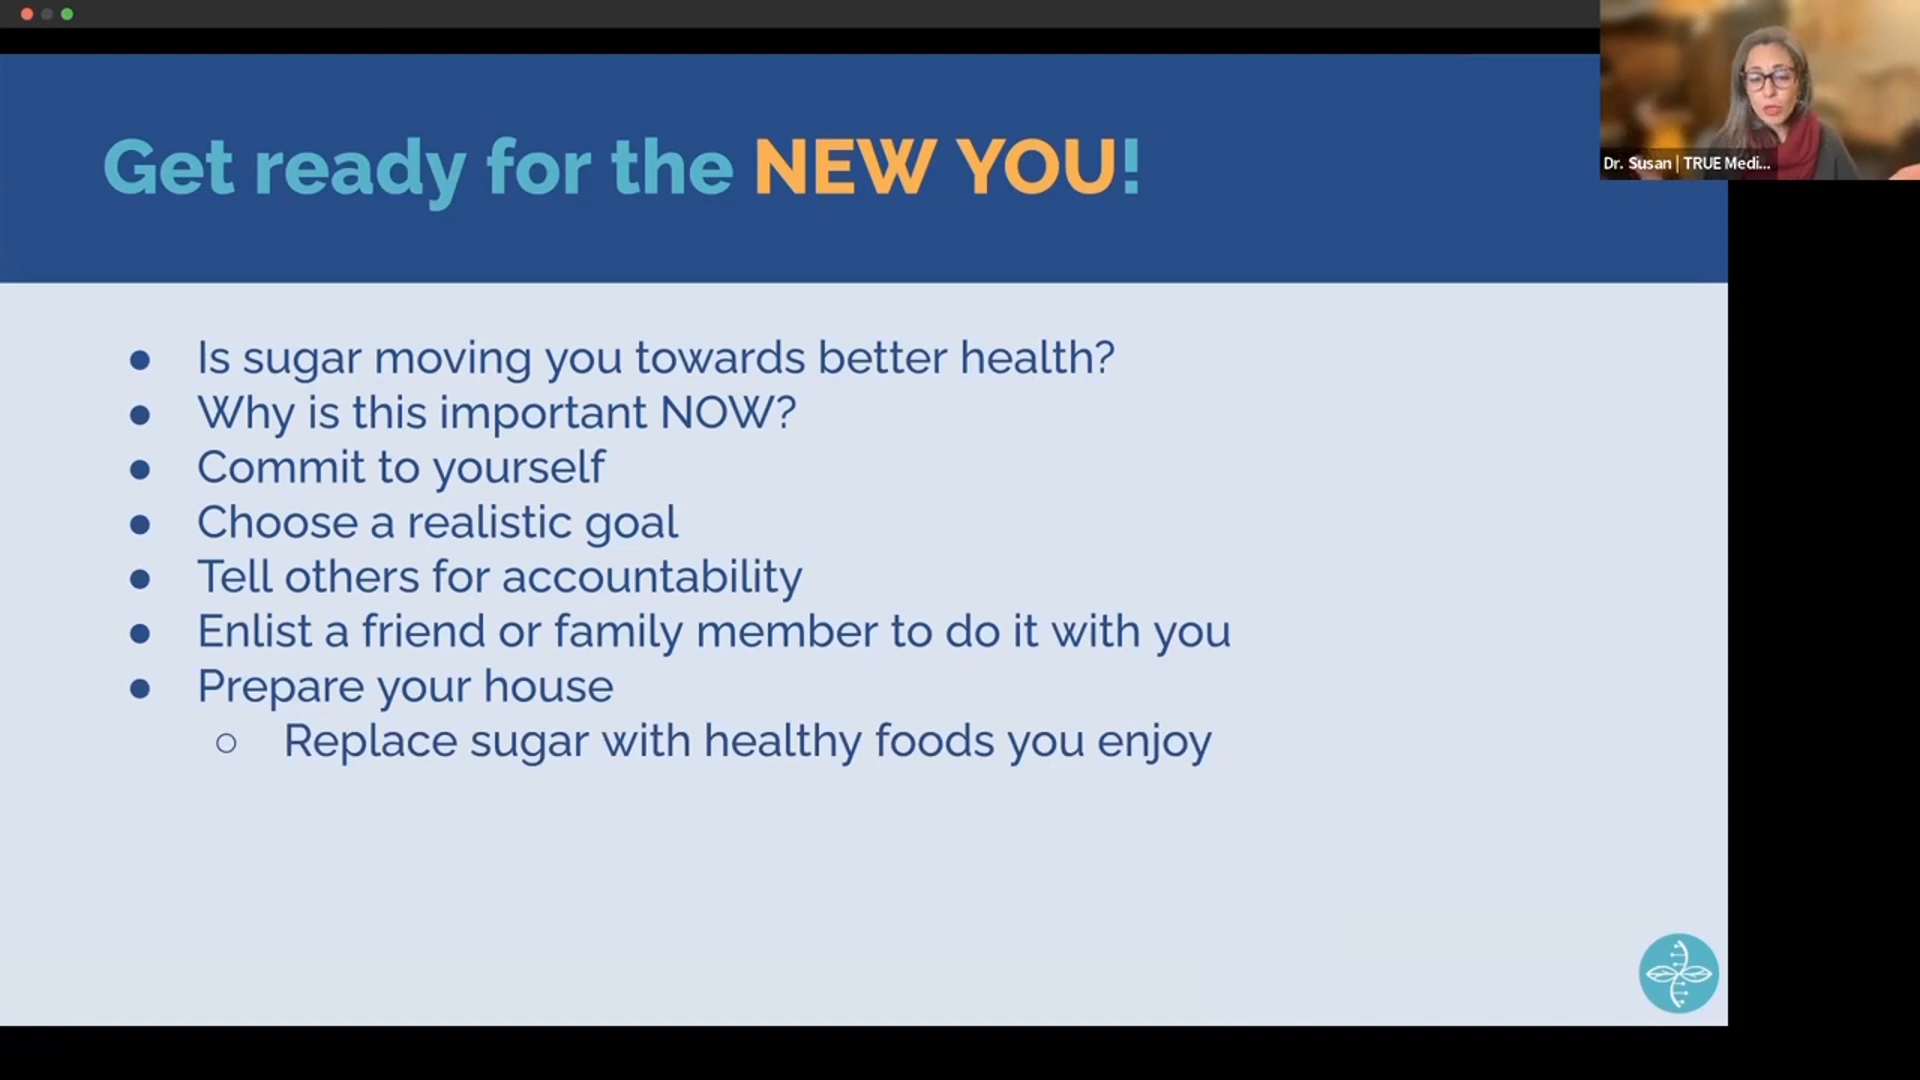 Get ready for the NEW YOU!
Dr. Susan | TRUE Medi...
● Is sugar moving you towards better health?
● Why is this important NOW?
● Commit to yourself
● Choose a realistic goal
● Tell others for accountability
● Enlist a friend or family member to do it with you
● Prepare your house
○ Replace sugar with healthy foods you enjoy